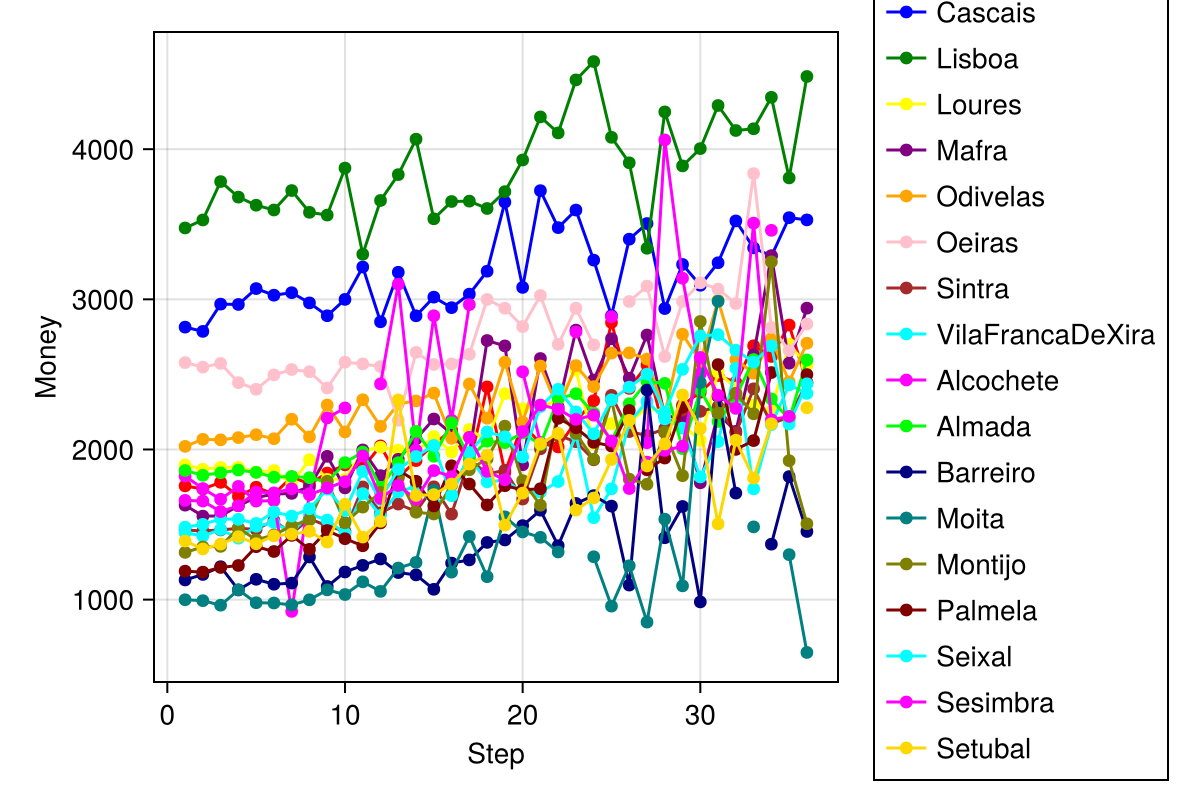 Cascais
Lisboa
Loures
Mafra
Odivelas
Oeiras
Sintra
VilaFrancaDeXira
Alcochete
Almada
Barreiro
Moita
Montijo
Palmela
Seixal
Sesimbra
Setubal
4000
3000
2000
1000
Money
0 10 20 30
Step